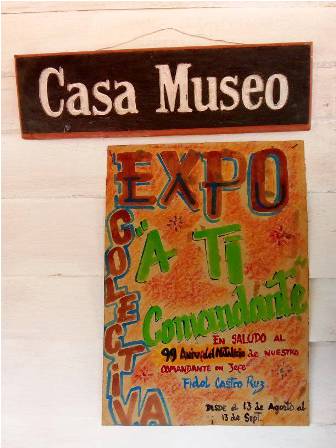 Casa Museo
EXPO
COLECTIVA
"A TI
Comandante"
EN SALUDO AL
99 Aniv. del Natalicio de NUESTRO
COMANDANTE en Jefe
Fidel Castro Ruz
DESDE el 13 de Agosto al
13 de Sept.